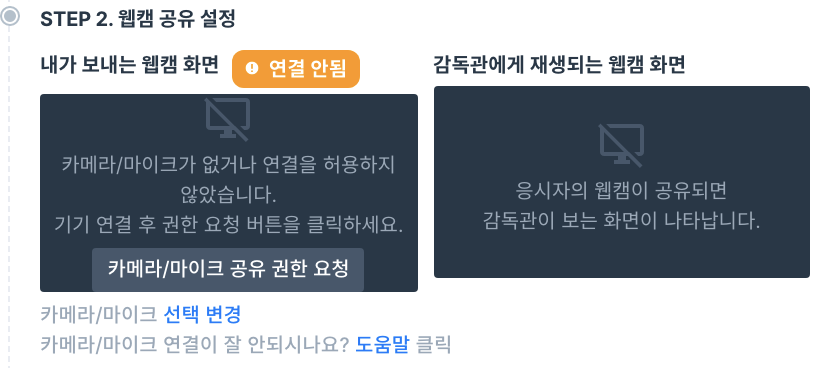 STEP 2. 웹캠 공유 설정
내가 보내는 웹캠 화면
연결 안됨
카메라/마이크가 없거나 연결을 허용하지
않았습니다.
기기 연결 후 권한 요청 버튼을 클릭하세요.
카메라/마이크 공유 권한 요청
감독관에게 재생되는 웹캠 화면
응시자의 웹캠이 공유되면
감독관이 보는 화면이 나타납니다.
카메라/마이크 선택 변경
카메라/마이크 연결이 잘 안되시나요? 도움말 클릭